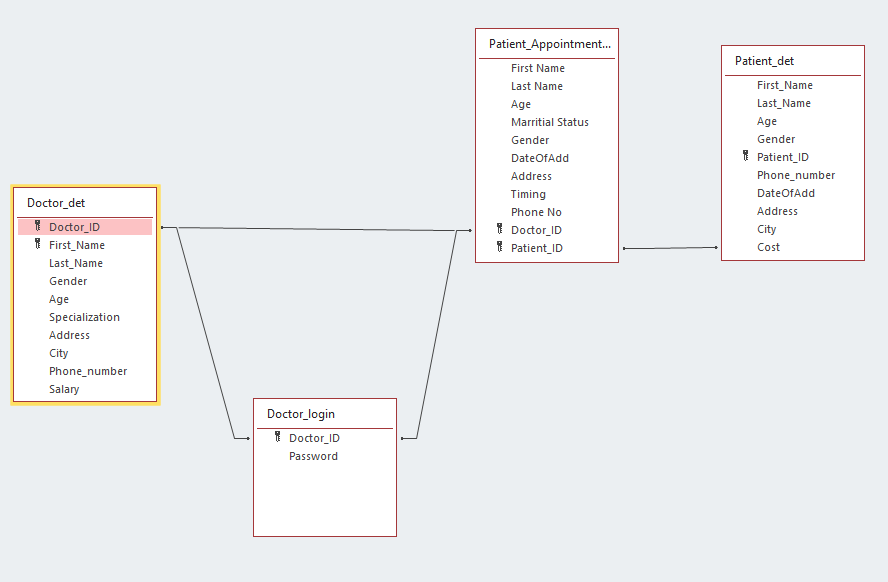 Patient_Appointment...
First Name
Last Name
Age
Marritial Status
Gender
DateOfAdd
Address
Timing
Phone No
Doctor_ID
Patient_ID
Patient_det
First_Name
Last_Name
Age
Gender
Patient_ID
Phone_number
DateOfAdd
Address
City
Cost
Doctor_det
Doctor_ID
First_Name
Last_Name
Gender
Age
Specialization
Address
City
Phone_number
Salary
Doctor_login
Doctor_ID
Password